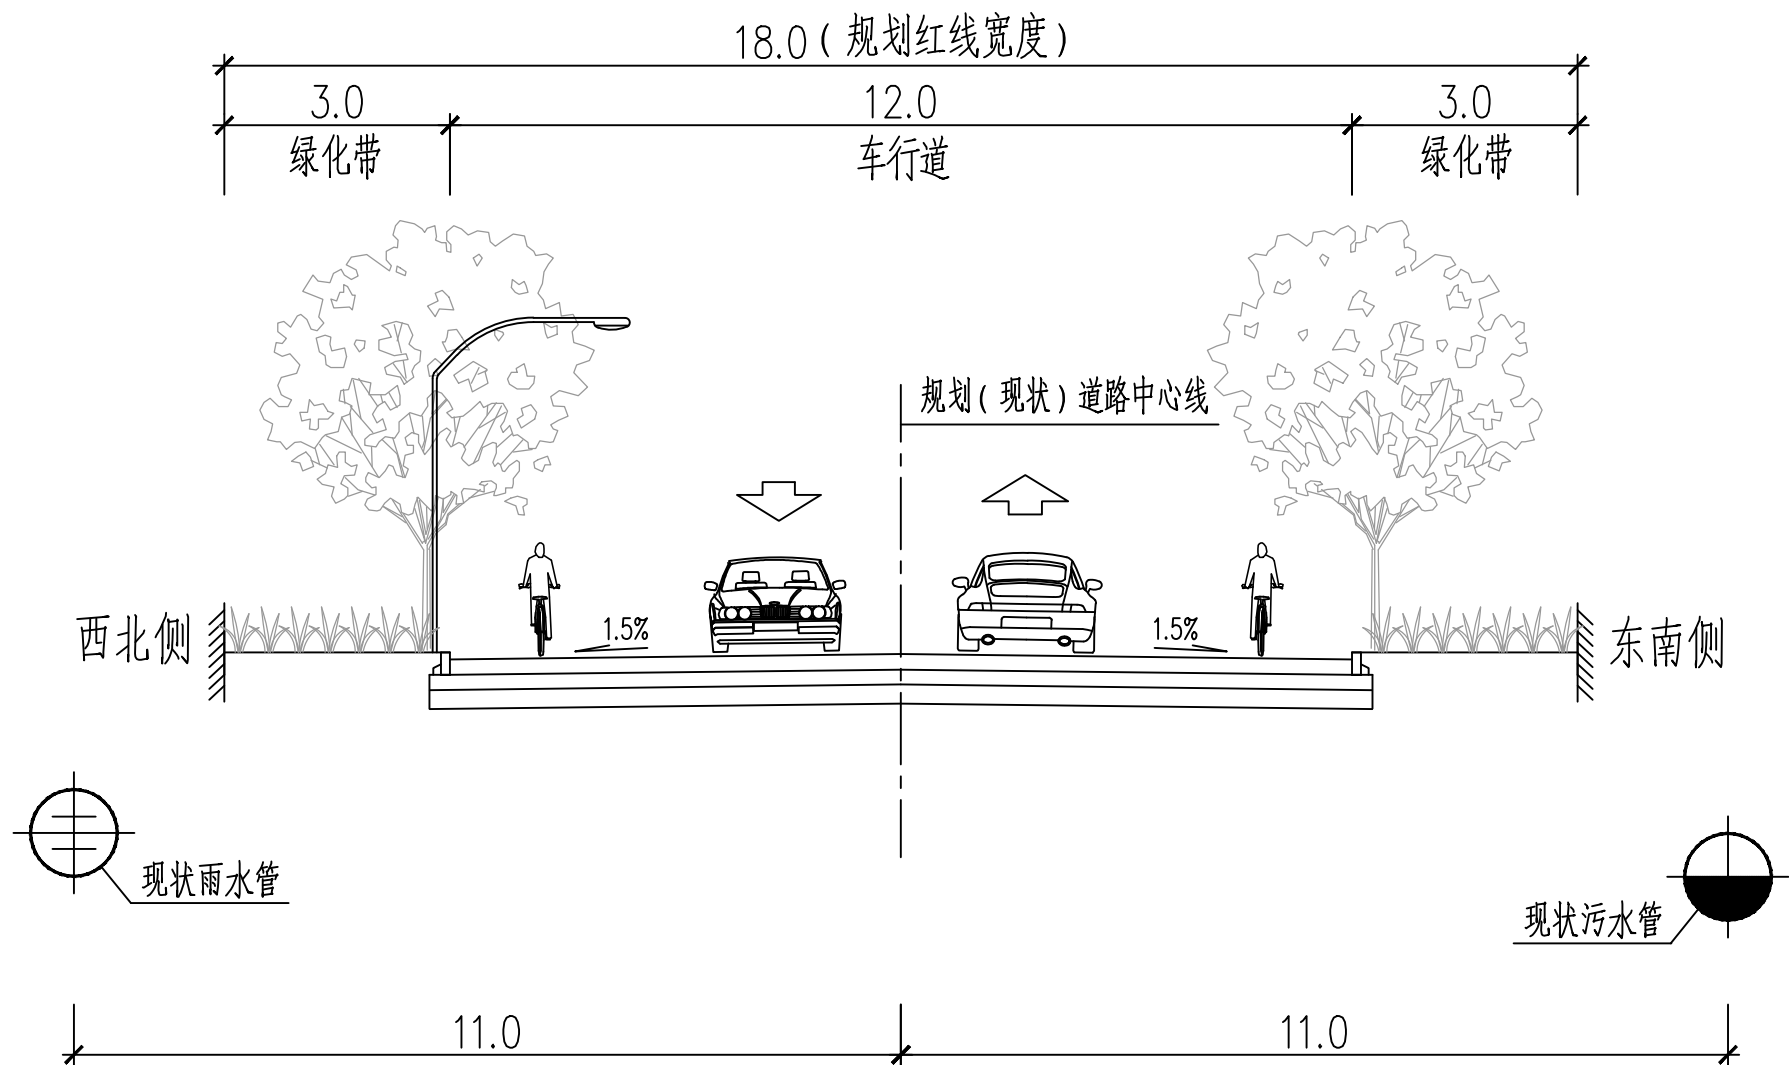 18.0(规划红线宽度)
3.0
12.0
3.0
绿化带
车行道
绿化带
规划(现状)道路中心线
西北侧
1.5%
1.5%
东南侧
现状雨水管
现状污水管
11.0
11.0